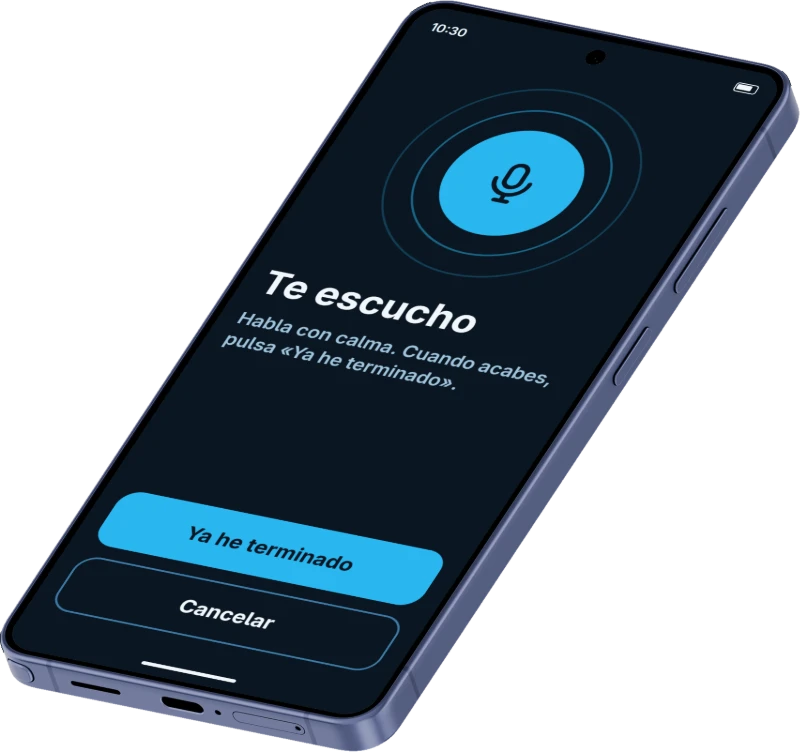 10:30
Te escucho
Habla con calma. Cuando acabes,
pulsa «Ya he terminado».
Ya he terminado
Cancelar